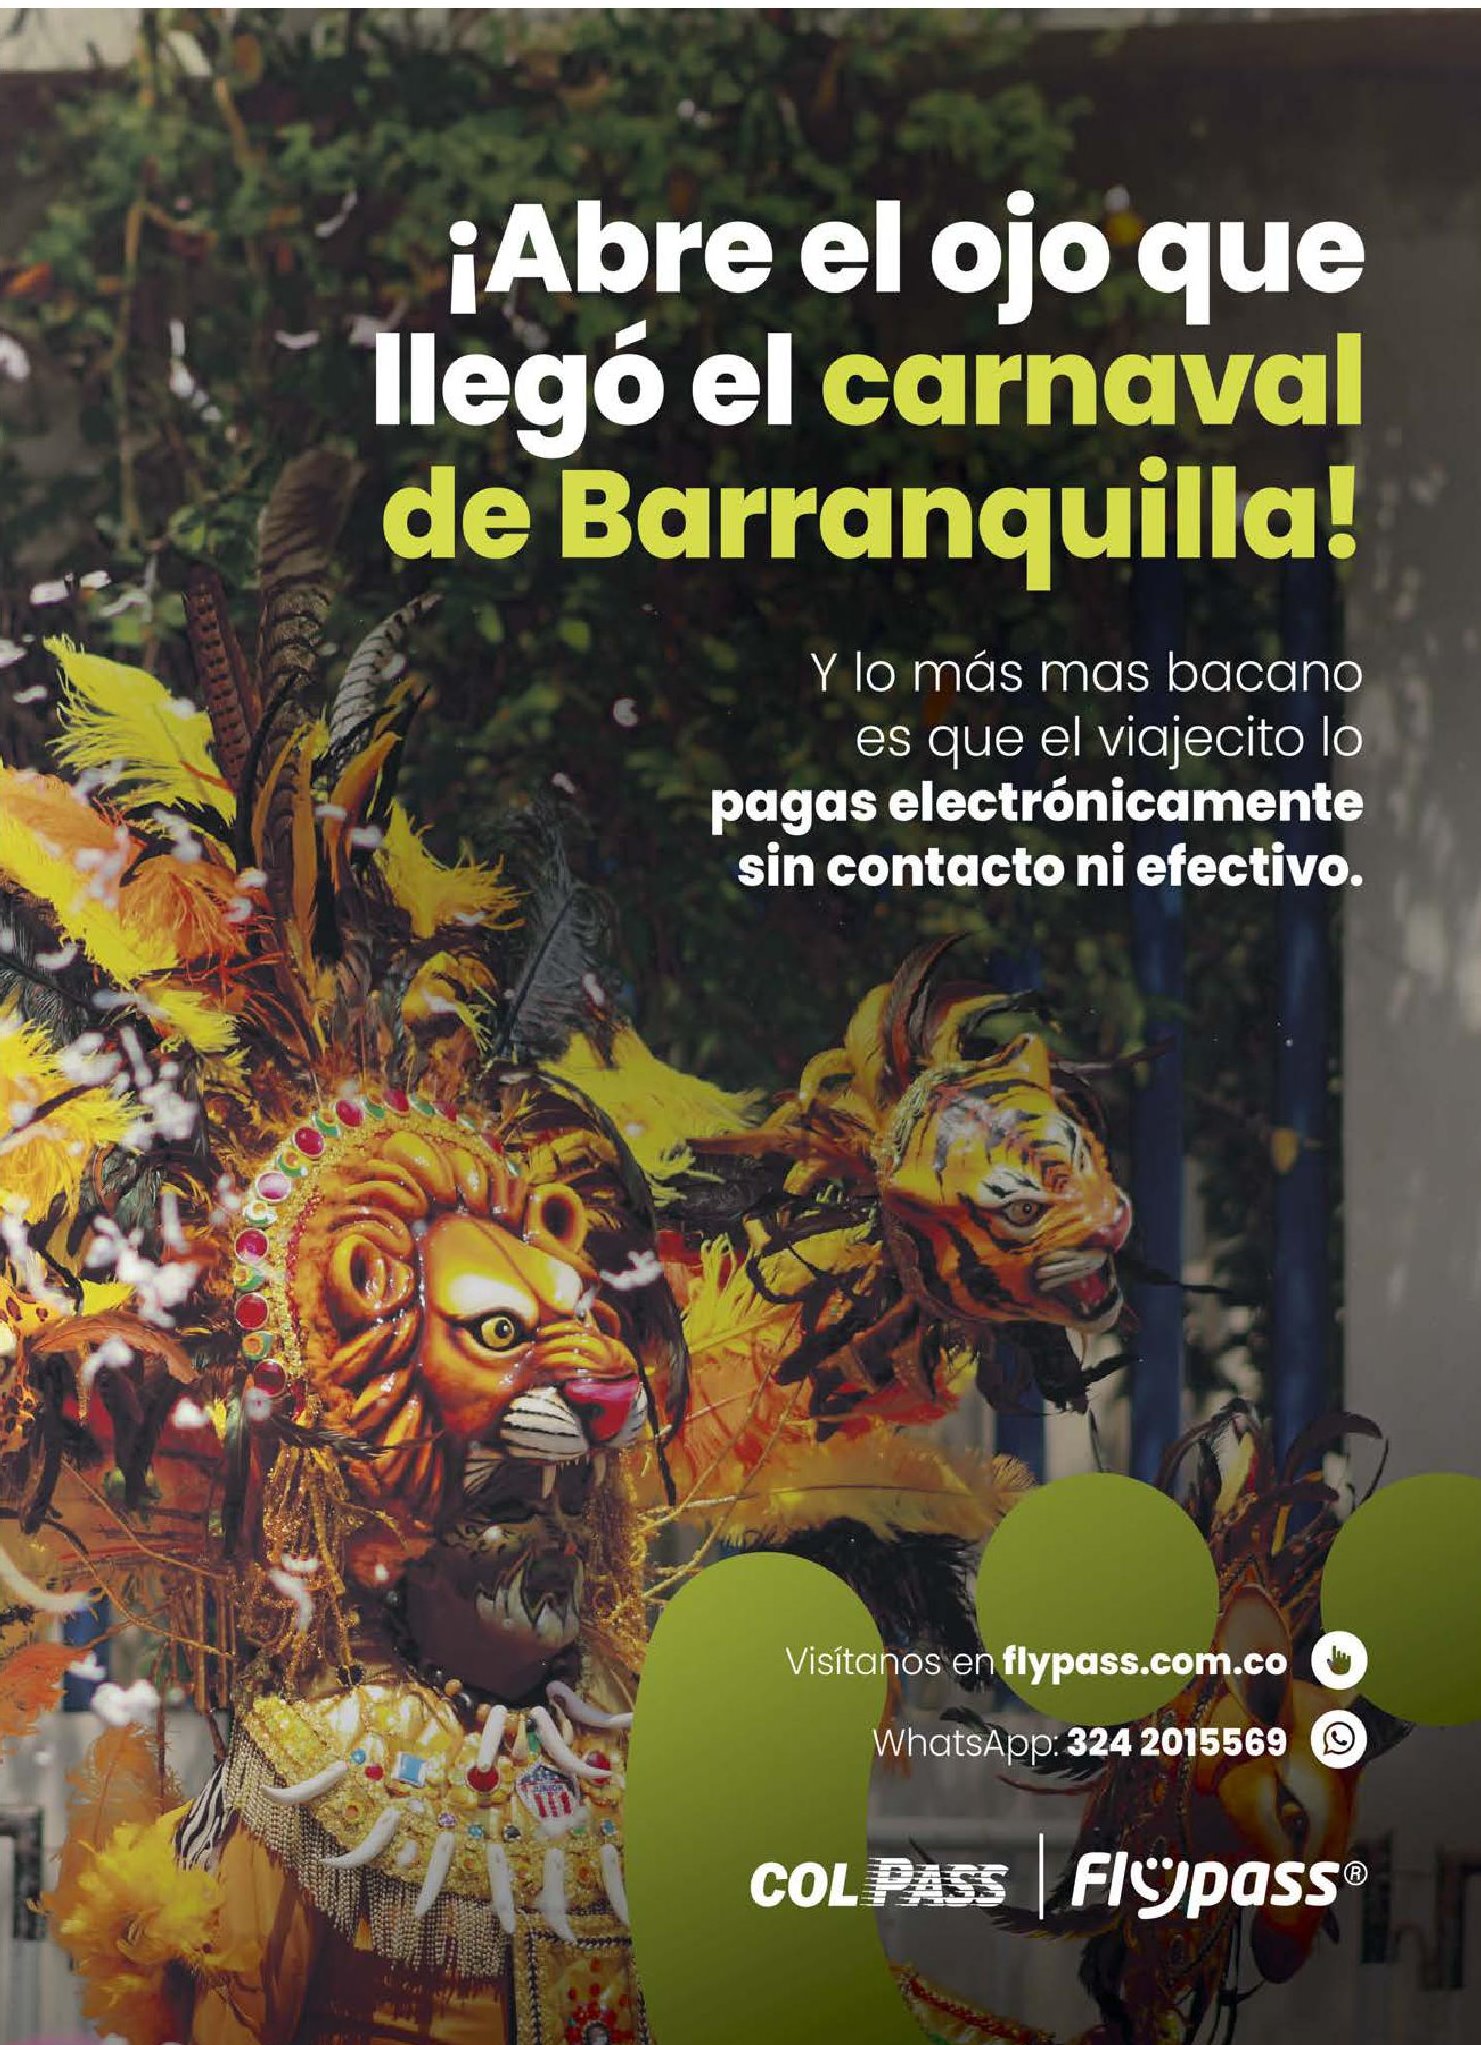 ¡Abre el ojo que
llegó el carnaval
de Barranquilla!
Y lo más mas bacano
es que el viajecito lo
pagas electrónicamente
sin contacto ni efectivo.
Visítanos en flypass.com.co
WhatsApp: 324 2015569
COLPASS | Flypass®
JUNIOR